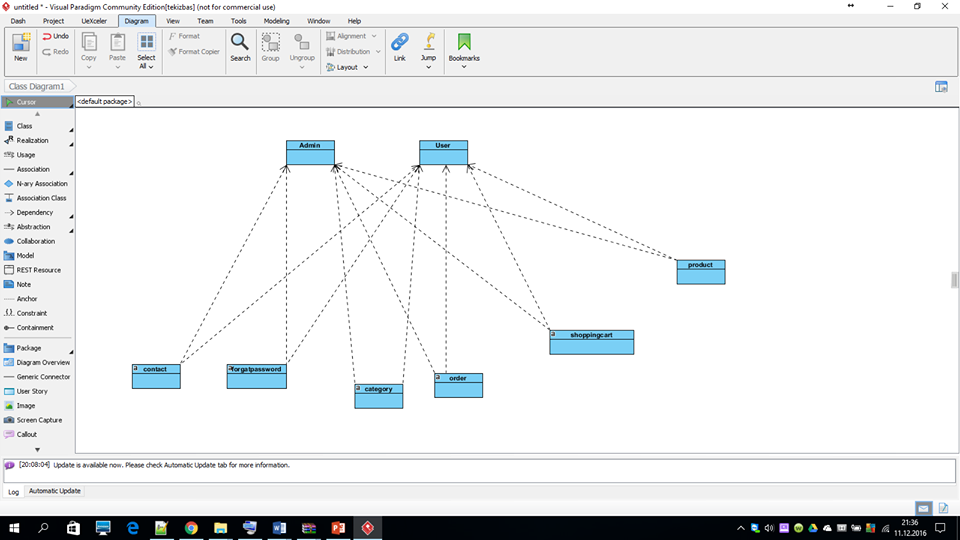 untitled * - Visual Paradigm Community Edition[tekizbas] (not for commercial use)
Dash Project UeXceler Diagram View Team Tools Modeling Window Help
New
Undo
Redo
Copy
Paste
Select
All
Format
Format Copier
Search
Group
Ungroup
Alignment
Distribution
Layout
Link
Jump
Bookmarks
Class Diagram1
Cursor
Class
Realization
Usage
Association
N-ary Association
Association Class
Dependency
Abstraction
Collaboration
Model
REST Resource
Note
Anchor
Constraint
Containment
Package
Diagram Overview
Generic Connector
User Story
Image
Screen Capture
Callout
<default package>
Admin
User
product
shoppingcart
contact
forgatpassword
category
order
[20:08:04] Update is available now. Please check Automatic Update tab for more information.
Log Automatic Update
21:36
11.12.2016